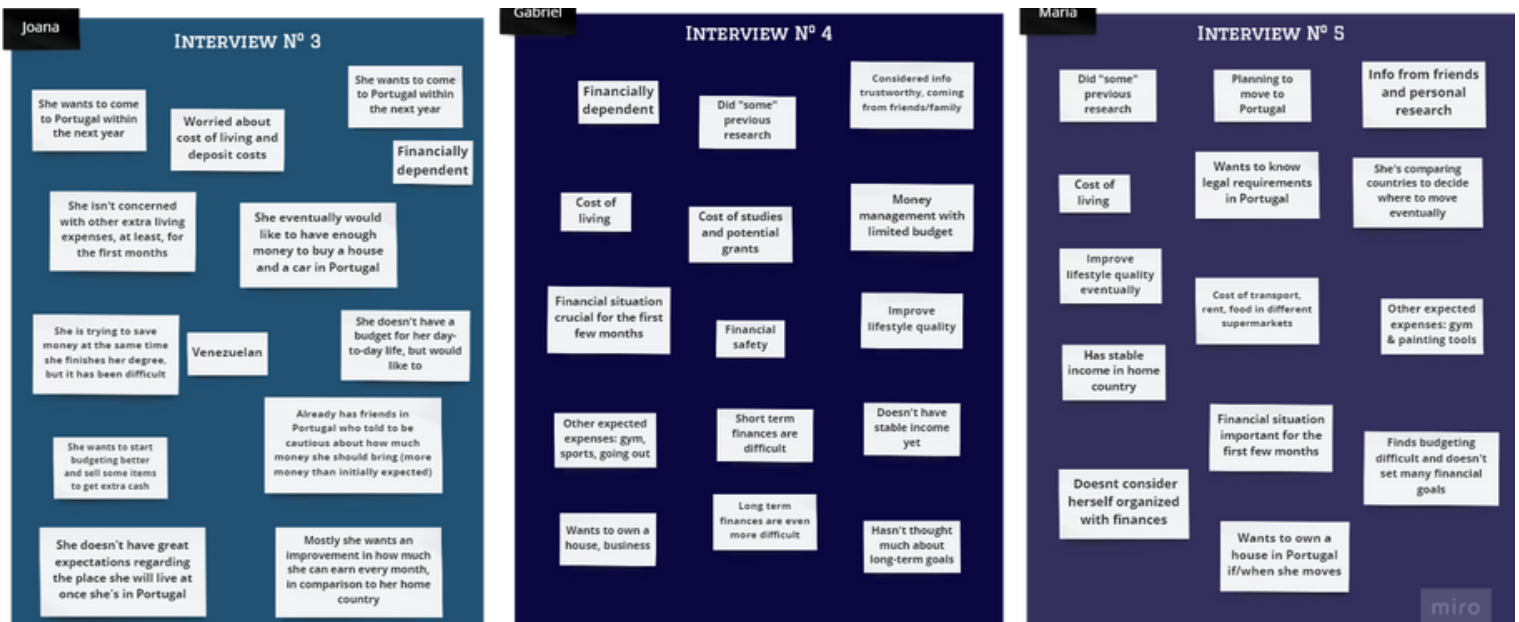 Joana
INTERVIEW Nº 3
She wants to come
to Portugal within
the next year
Worried about
cost of living and
deposit costs
She wants to come
to Portugal within
the next year
Financially
dependent
She isn't concerned
with other extra living
expenses, at least, for
the first months
She eventually would
like to have enough
money to buy a house
and a car in Portugal
She is trying to save
money at the same time
she finishes her degree,
but it has been difficult
Venezuelan
She doesn't have a
budget for her day-
to-day life, but would
like to
She wants to start
budgeting better
and sell some items
to get extra cash
Already has friends in
Portugal who told to be
cautious about how much
money she should bring (more
money than initially expected)
She doesn't have great
expectations regarding
the place she will live at
once she's in Portugal
Mostly she wants an
improvement in how much
she can earn every month,
in comparison to her home
country
Gabriel
INTERVIEW Nº 4
Financially
dependent
Did "some"
previous
research
Considered info
trustworthy, coming
from friends/family
Cost of
living
Cost of studies
and potential
grants
Money
management with
limited budget
Financial situation
crucial for the first
few months
Financial
safety
Improve
lifestyle quality
Other expected
expenses: gym,
sports, going out
Short term
finances are
difficult
Doesn't have
stable income
yet
Wants to own a
house, business
Long term
finances are even
more difficult
Hasn't thought
much about
long-term goals
Maria
INTERVIEW Nº 5
Did "some"
previous
research
Planning to
move to
Portugal
Info from friends
and personal
research
Cost of
living
Wants to know
legal requirements
in Portugal
She's comparing
countries to decide
where to move
eventually
Improve
lifestyle quality
eventually
Cost of transport,
rent, food in different
supermarkets
Other expected
expenses: gym
& painting tools
Has stable
income in home
country
Financial situation
important for the
first few months
Finds budgeting
difficult and doesn't
set many financial
goals
Doesnt consider
herself organized
with finances
Wants to own a
house in Portugal
if/when she moves
miro